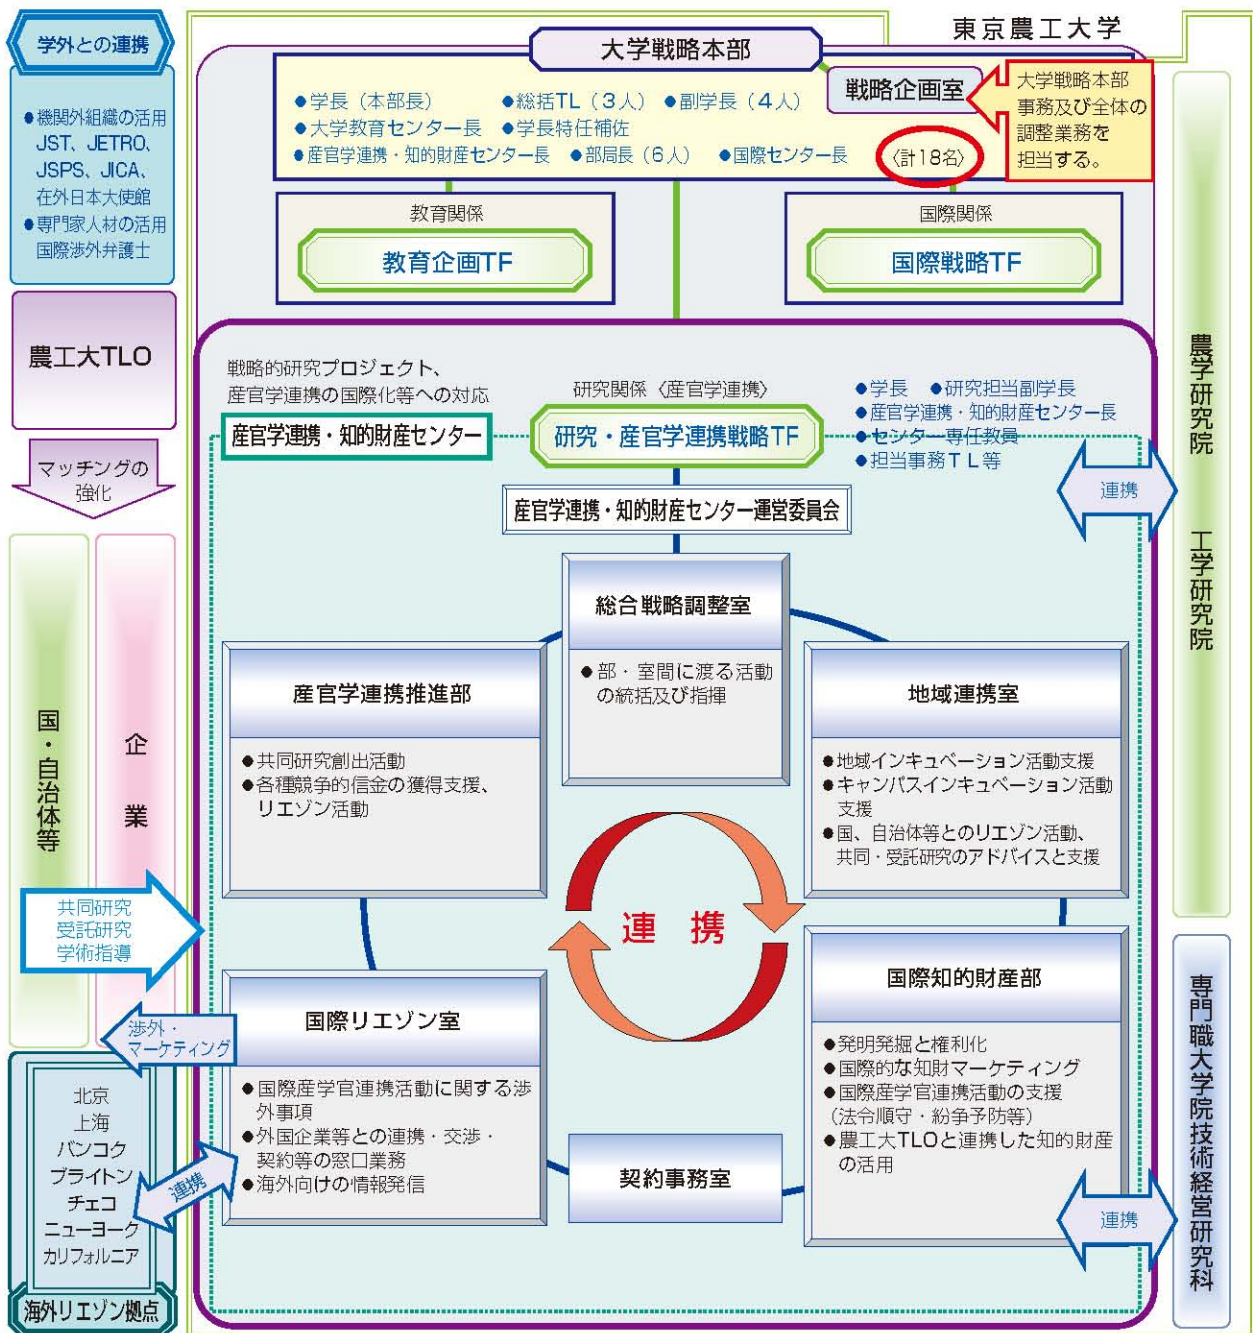 東京農工大学
学外との連携
●機関外組織の活用
JST、JETRO、
JSPS、JICA、
在外日本大使館
●専門家人材の活用
国際渉外弁護士
農工大TLO
マッチングの
強化
国・自治体等
企業
共同研究
受託研究
学術指導
渉外・
マーケティング
北京
上海
バンコク
ブライトン
チェコ
ニューヨーク
カリフォルニア
海外リエゾン拠点
連携
大学戦略本部
戦略企画室
大学戦略本部
事務及び全体の
調整業務を
担当する。
●学長（本部長） ●総括TL（3人） ●副学長（4人）
●大学教育センター長 ●学長特任補佐
●産官学連携・知的財産センター長 ●部局長（6人） ●国際センター長 〈計18名〉
教育関係
教育企画TF
国際関係
国際戦略TF
戦略的研究プロジェクト、
産官学連携の国際化等への対応
産官学連携・知的財産センター
研究関係〈産官学連携〉
研究・産官学連携戦略TF
●学長 ●研究担当副学長
●産官学連携・知的財産センター長
●センター専任教員
●担当事務ＴＬ等
産官学連携・知的財産センター運営委員会
総合戦略調整室
●部・室間に渡る活動
の統括及び指揮
産官学連携推進部
●共同研究創出活動
●各種競争的信金の獲得支援、
リエゾン活動
地域連携室
●地域インキュベーション活動支援
●キャンパスインキュベーション活動
支援
●国、自治体等とのリエゾン活動、
共同・受託研究のアドバイスと支援
連携
国際リエゾン室
●国際産学官連携活動に関する渉
外事項
●外国企業等との連携・交渉・
契約等の窓口業務
●海外向けの情報発信
国際知的財産部
●発明発掘と権利化
●国際的な知財マーケティング
●国際産学官連携活動の支援
（法令順守・紛争予防等）
●農工大TLOと連携した知的財産
の活用
契約事務室
連携
連携
農学研究院
工学研究院
専門職大学院技術経営研究科